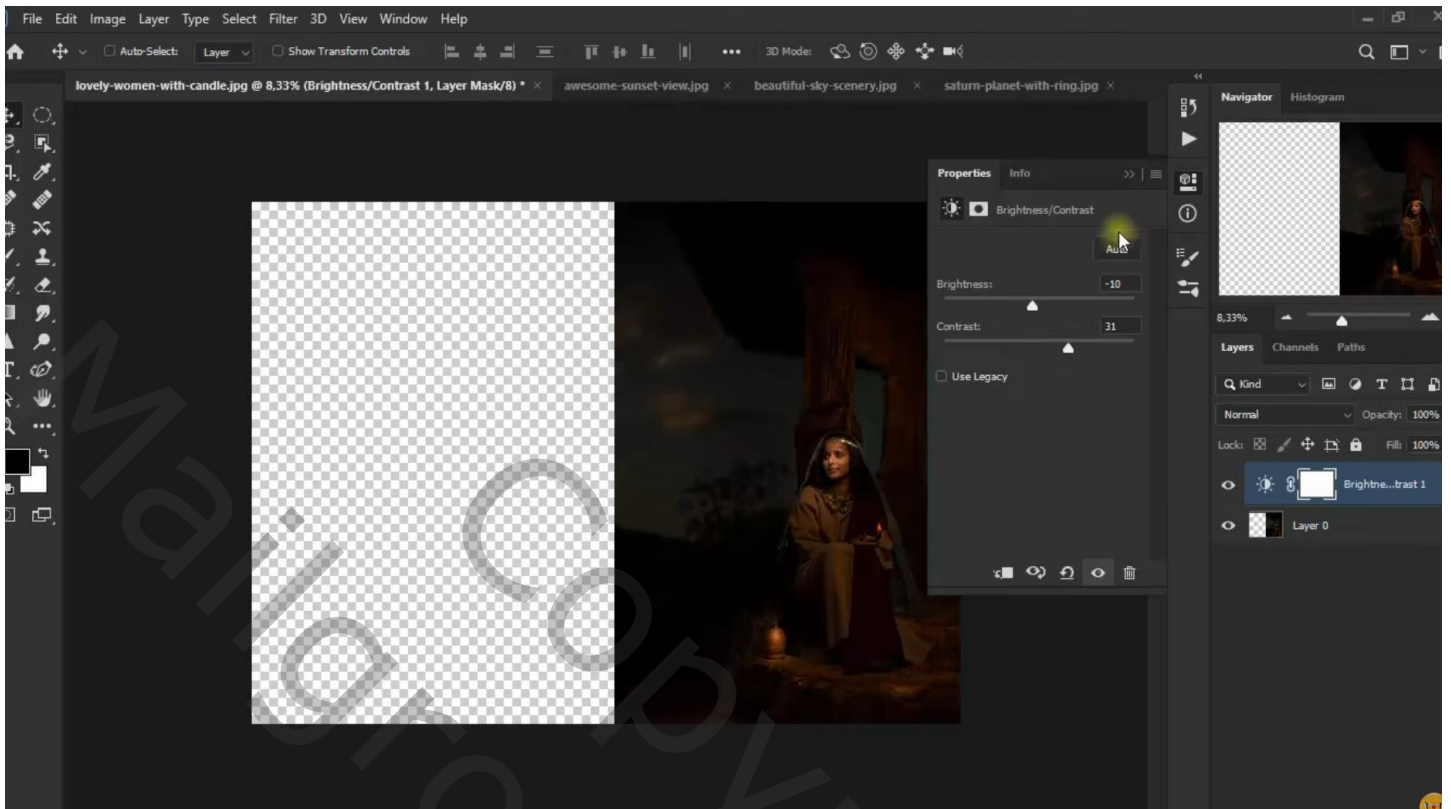 File Edit Image Layer Type Select Filter 3D View Window Help
Auto-Select: Layer Show Transform Controls 3D Mode:
lovely-women-with-candle.jpg @ 8,33% (Brightness/Contrast 1, Layer Mask/8) * × awesome-sunset-view.jpg × beautiful-sky-scenery.jpg × saturn-planet-with-ring.jpg ×
Navigator Histogram
Properties Info
Brightness/Contrast
Auto
Brightness: -10
Contrast: 31
Use Legacy
8,33%
Layers Channels Paths
Kind
Normal Opacity: 100%
Lock: Fill: 100%
Brightne...trast 1
Layer 0